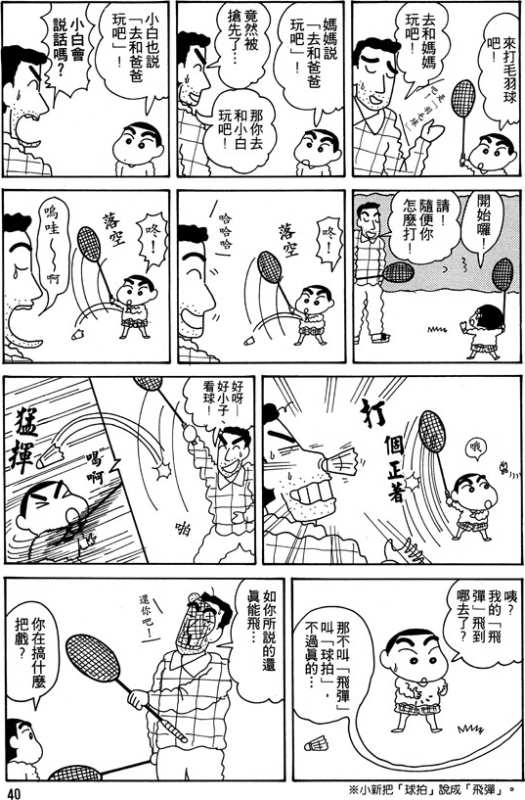 來打毛羽球
吧！
去和媽媽
玩吧！
媽媽說
「去和爸爸
玩吧」！
竟然被
搶先了…
那你去
和小白
玩吧！
小白也說
「去和爸爸
玩吧」！
小白會
說話嗎？
開始囉！
請！
隨便你
怎麼打！
咚！
落空
哈哈哈
咚！
落空
嗚哇～～啊
哦
打
個正著
好呀─
好小子，
看球！
啪
喝啊
猛揮
咦？
我的「飛
彈」飛到
哪去了？
那不叫「飛彈」
叫「球拍」，
不過眞的…
如你所說的還
眞能飛…
還你吧！
你在搞什麼
把戲？
※小新把「球拍」說成「飛彈」。
40